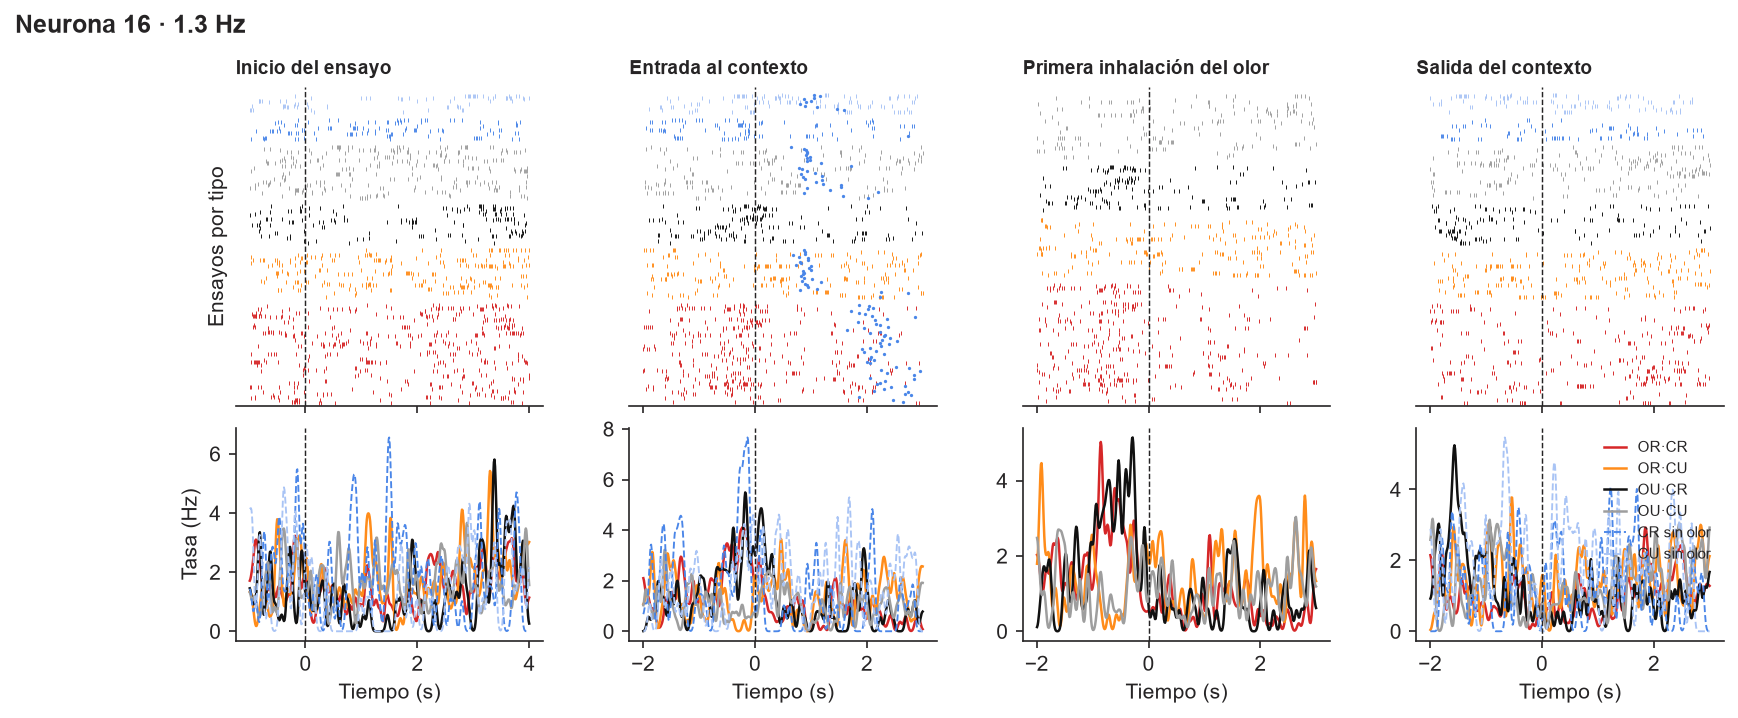 Neurona 16 · 1.3 Hz
Inicio del ensayo
Entrada al contexto
Primera inhalación del olor
Salida del contexto
Ensayos por tipo
Tasa (Hz)
6
4
2
0
8
6
4
2
0
4
2
0
4
2
0
OR·CR
OR·CU
OU·CR
OU·CU
CR sin olor
CU sin olor
0 2 4
−2 0 2
−2 0 2
−2 0 2
Tiempo (s)
Tiempo (s)
Tiempo (s)
Tiempo (s)